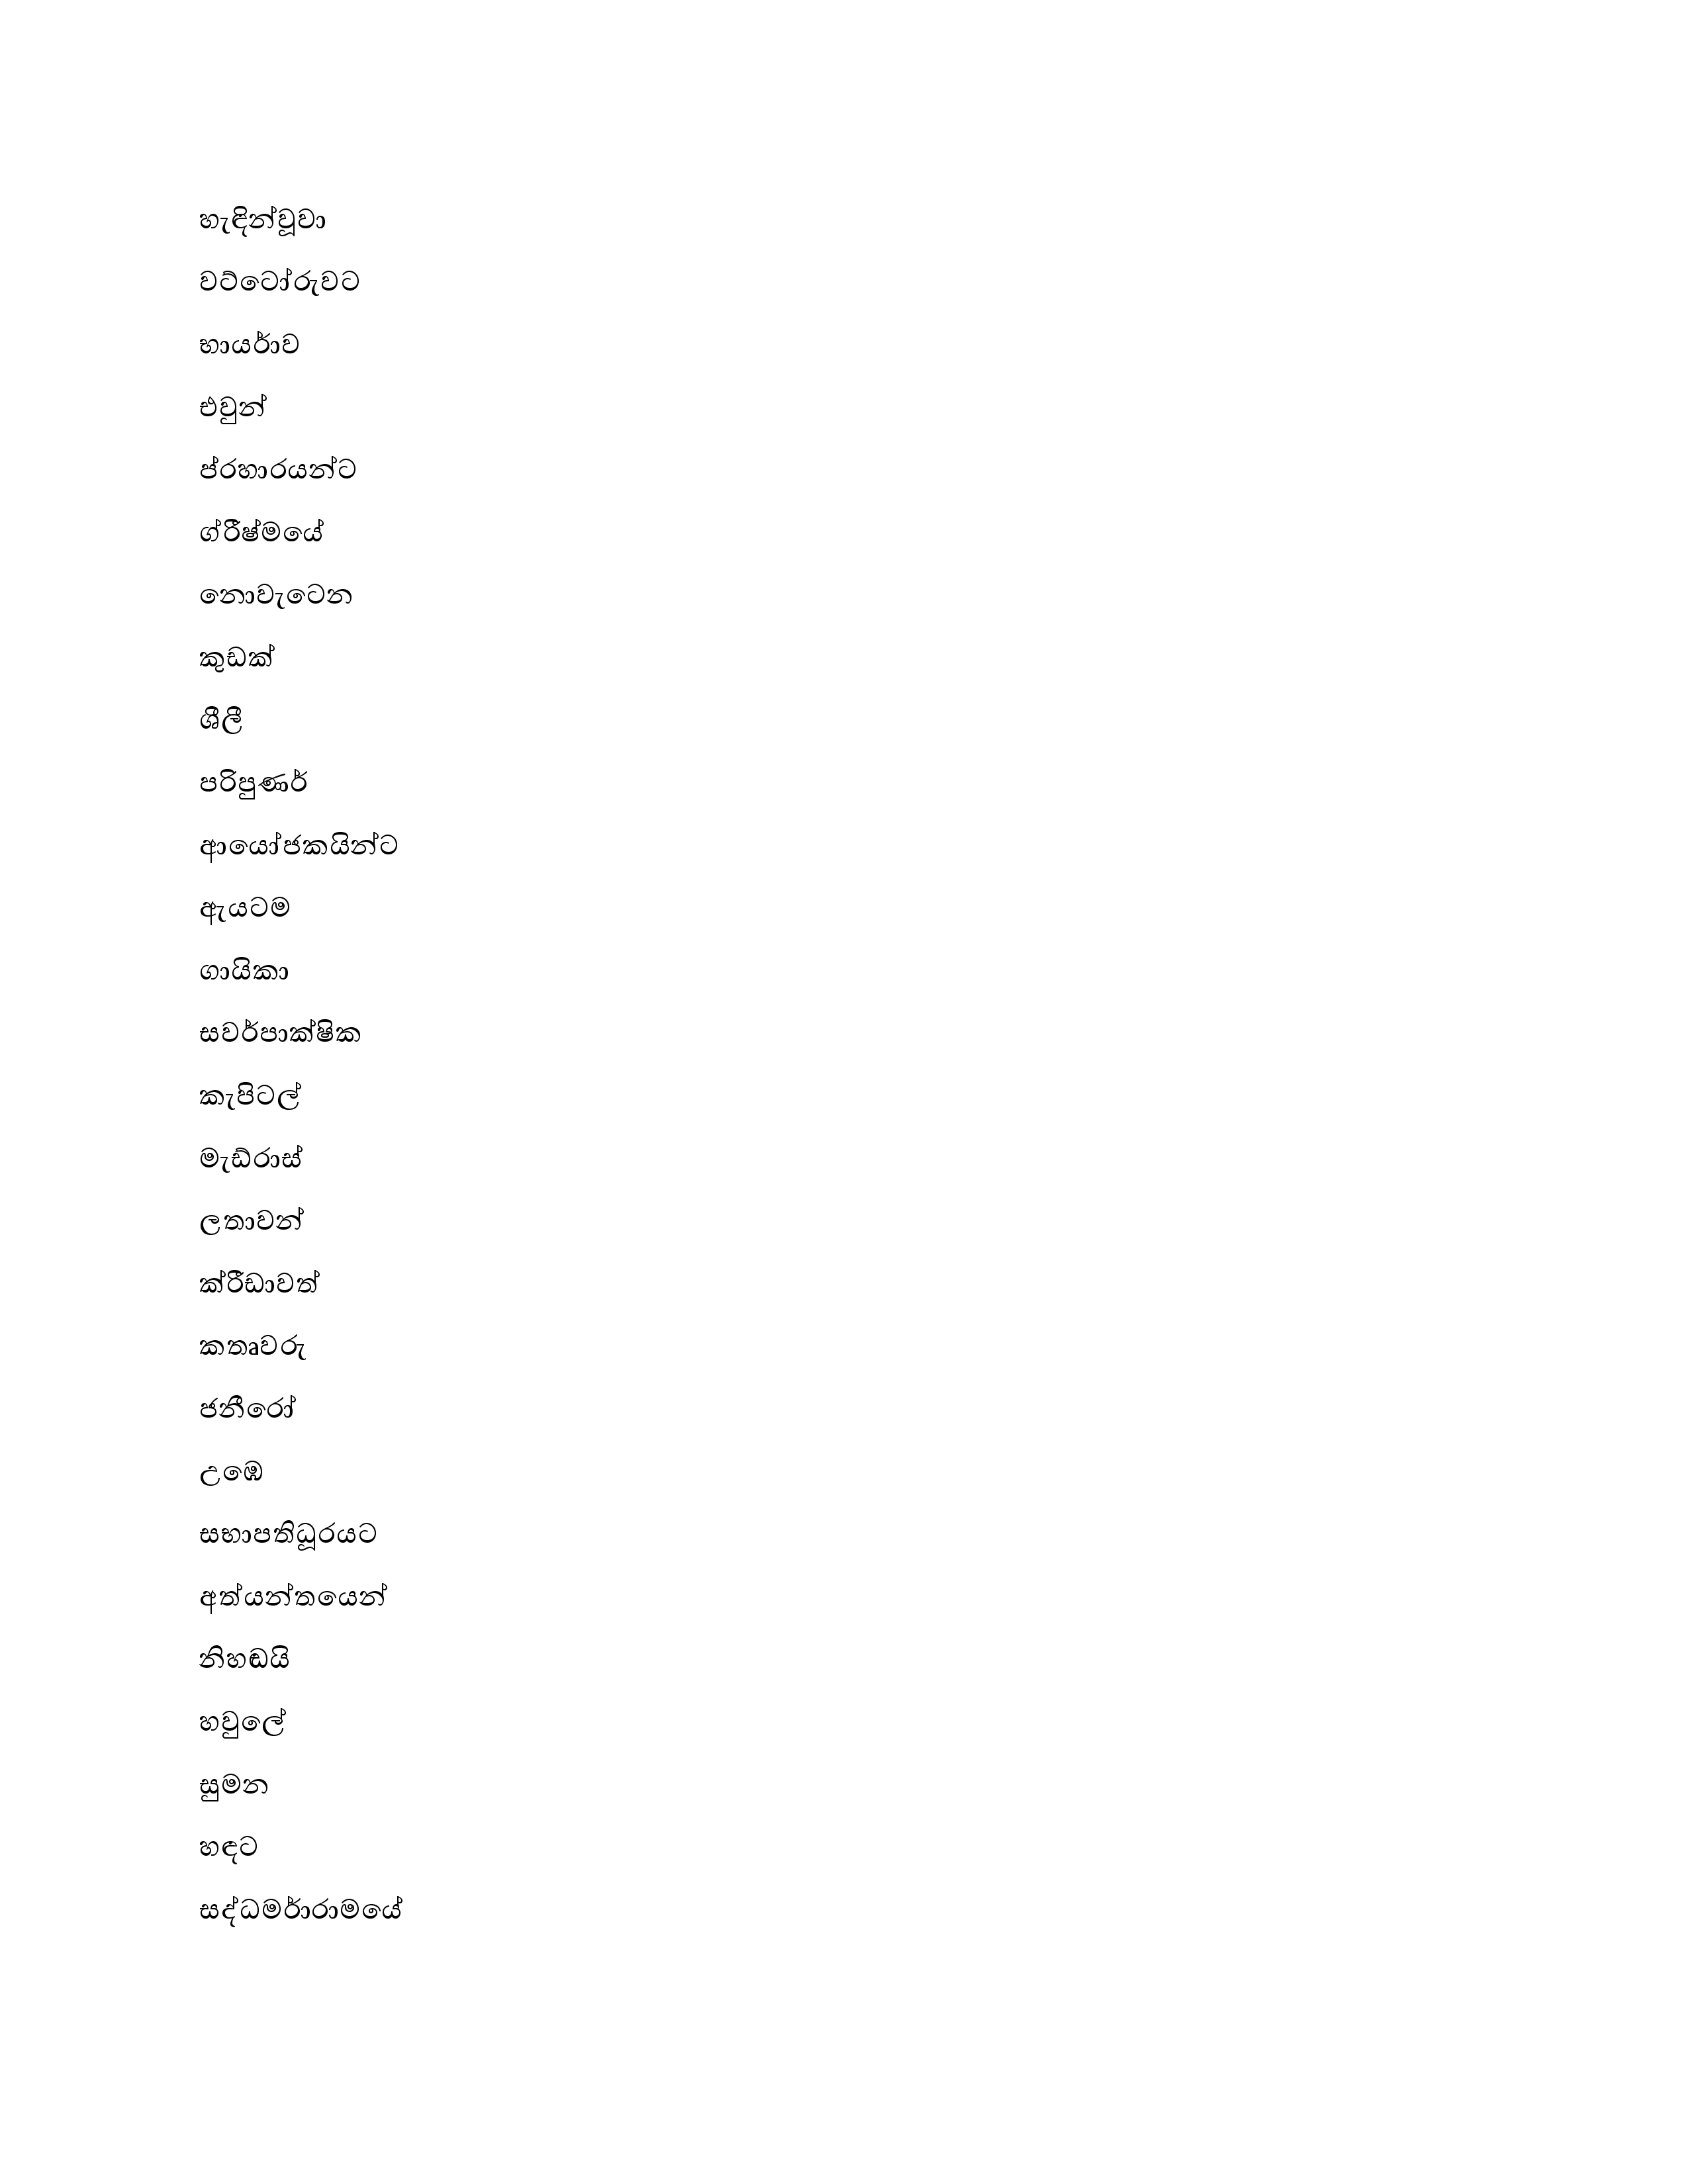 හැඳින්වූවා
වට්ටෝරුවට
භායර්ාව
එවුන්
ප්රහාරයන්ට
ග්රීෂ්මයේ
නොවැටෙන
කුඩක්
ශීලී
පරිපුණර්
ආයෝජකයින්ට
ඇයටම
ගායිකා
සවර්පාක්ෂික
කැපිටල්
මැඩ්රාස්
ලතාවන්
ක්රීඩාවත්
කතෘවරු
ජනීරෝ
උඹෙ
සභාපතිධූරයට
අත්යන්තයෙන්
නිහඬයි
හවුලේ
සුමන
හඳට
සද්ධමර්ාරාමයේ